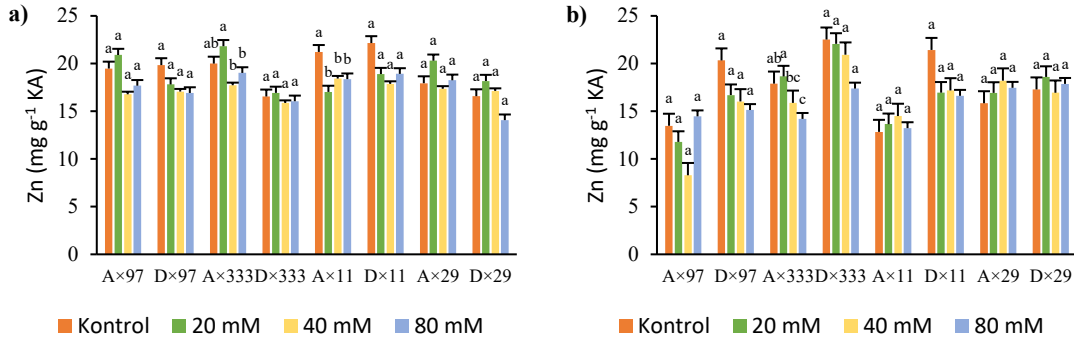 a)
Zn (mg g⁻¹ KA)
25
20
15
10
5
0
a a a a a a a a ab a b b a a a a a b b b a a a a a a a a a a a a
A×97 D×97 A×333 D×333 A×11 D×11 A×29 D×29
Kontrol 20 mM 40 mM 80 mM
b)
Zn (mg g⁻¹ KA)
25
20
15
10
5
0
a a a a a a a a ab a bc c a a a a a a a a a a a a a a a a a a a a
A×97 D×97 A×333 D×333 A×11 D×11 A×29 D×29
Kontrol 20 mM 40 mM 80 mM